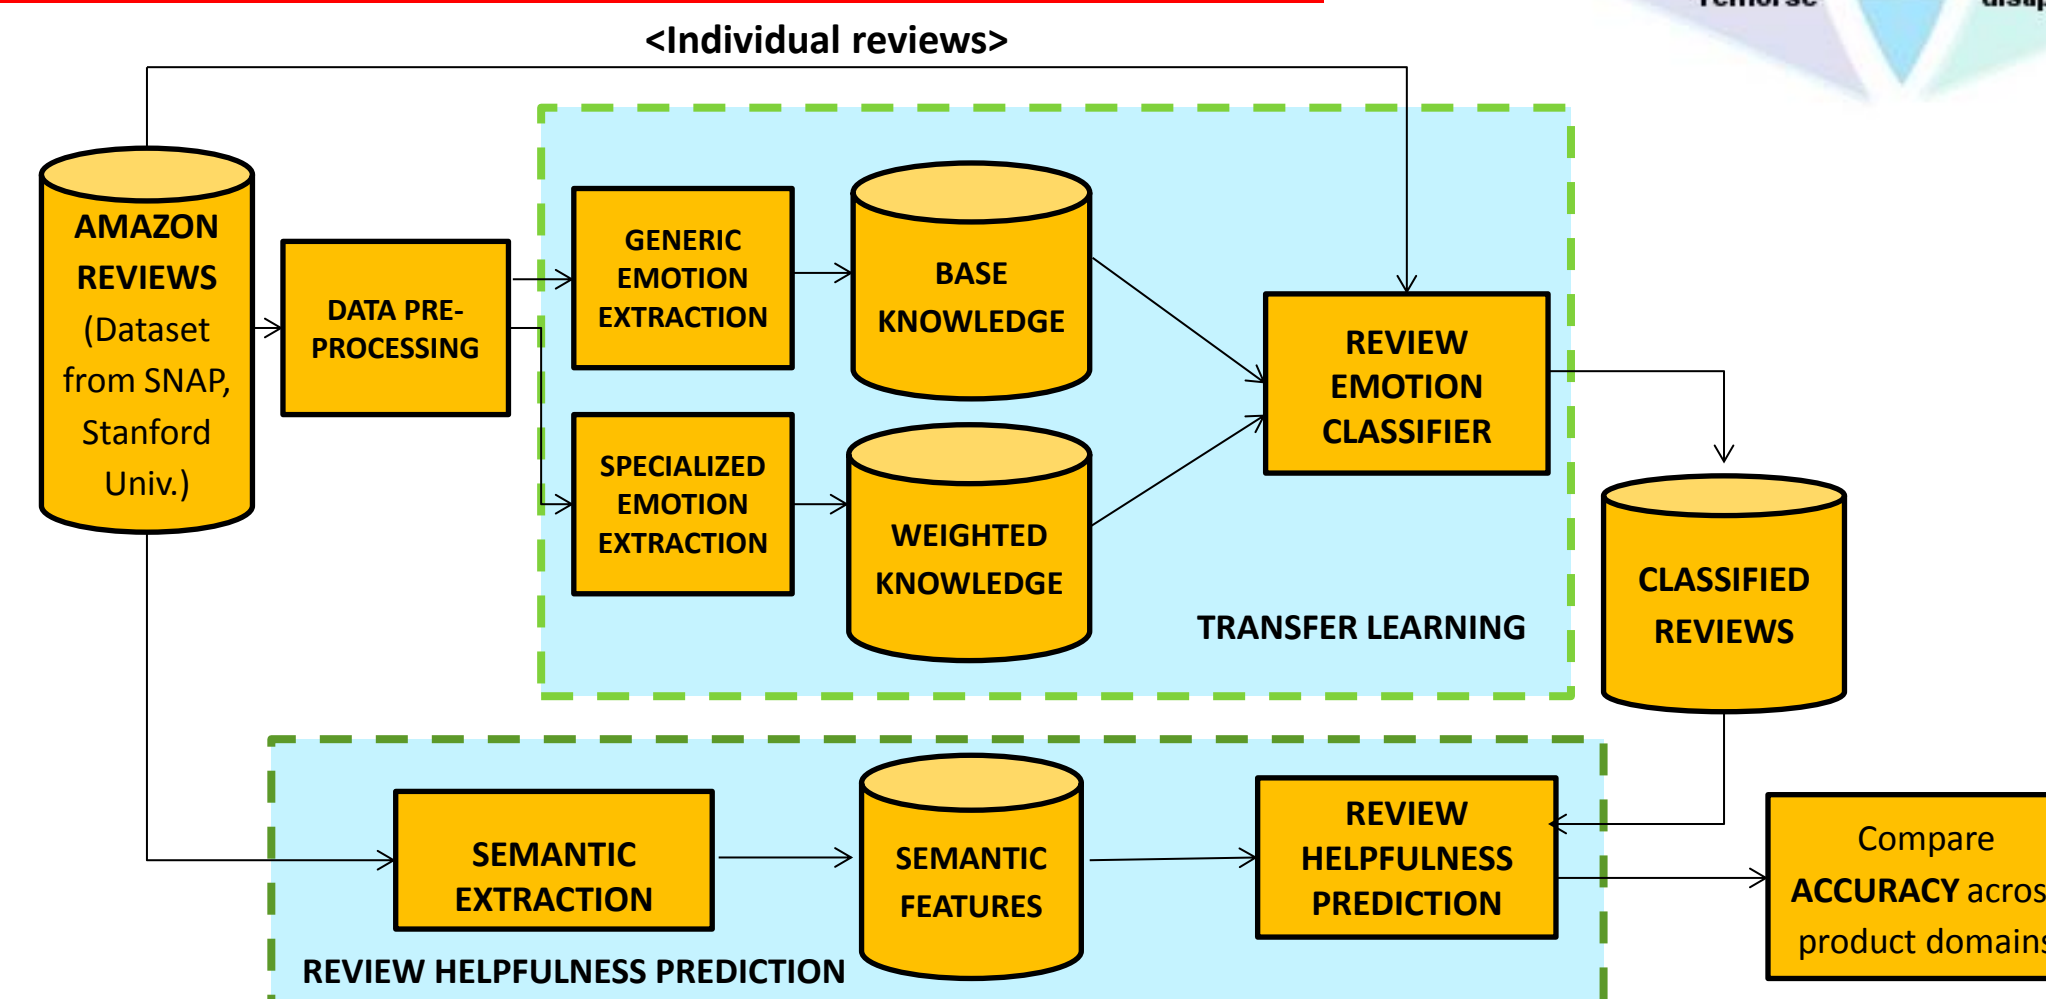 <Individual reviews>
AMAZON
REVIEWS
(Dataset
from SNAP,
Stanford
Univ.)
DATA PRE-
PROCESSING
GENERIC
EMOTION
EXTRACTION
BASE
KNOWLEDGE
SPECIALIZED
EMOTION
EXTRACTION
WEIGHTED
KNOWLEDGE
REVIEW
EMOTION
CLASSIFIER
TRANSFER LEARNING
CLASSIFIED
REVIEWS
SEMANTIC
EXTRACTION
SEMANTIC
FEATURES
REVIEW
HELPFULNESS
PREDICTION
REVIEW HELPFULNESS PREDICTION
Compare
ACCURACY
product domains